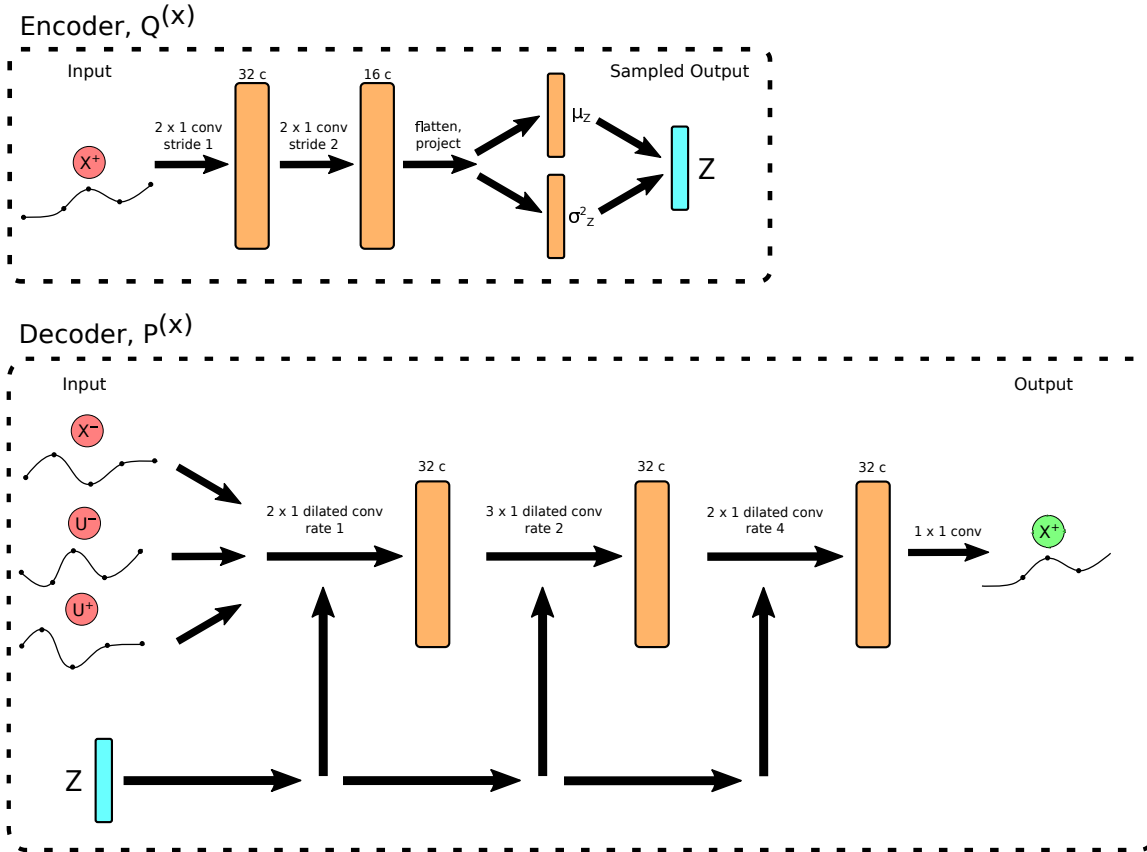 Encoder, Q(x)
Input
32 c
16 c
Sampled Output
2 x 1 conv
stride 1
2 x 1 conv
stride 2
flatten,
project
X+
μZ
σ2Z
Z
Decoder, P(x)
Input
Output
X−
U−
U+
2 x 1 dilated conv
rate 1
32 c
3 x 1 dilated conv
rate 2
32 c
2 x 1 dilated conv
rate 4
32 c
1 x 1 conv
X+
Z